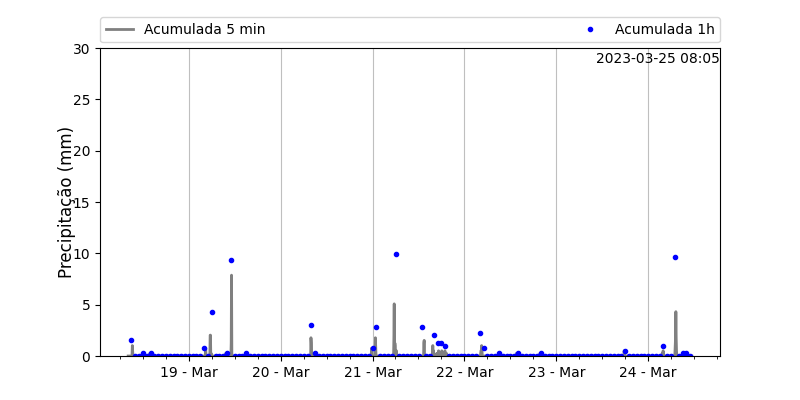 Acumulada 5 min
Acumulada 1h
2023-03-25 08:05
Precipitação (mm)
30
25
20
15
10
5
0
19 - Mar
20 - Mar
21 - Mar
22 - Mar
23 - Mar
24 - Mar